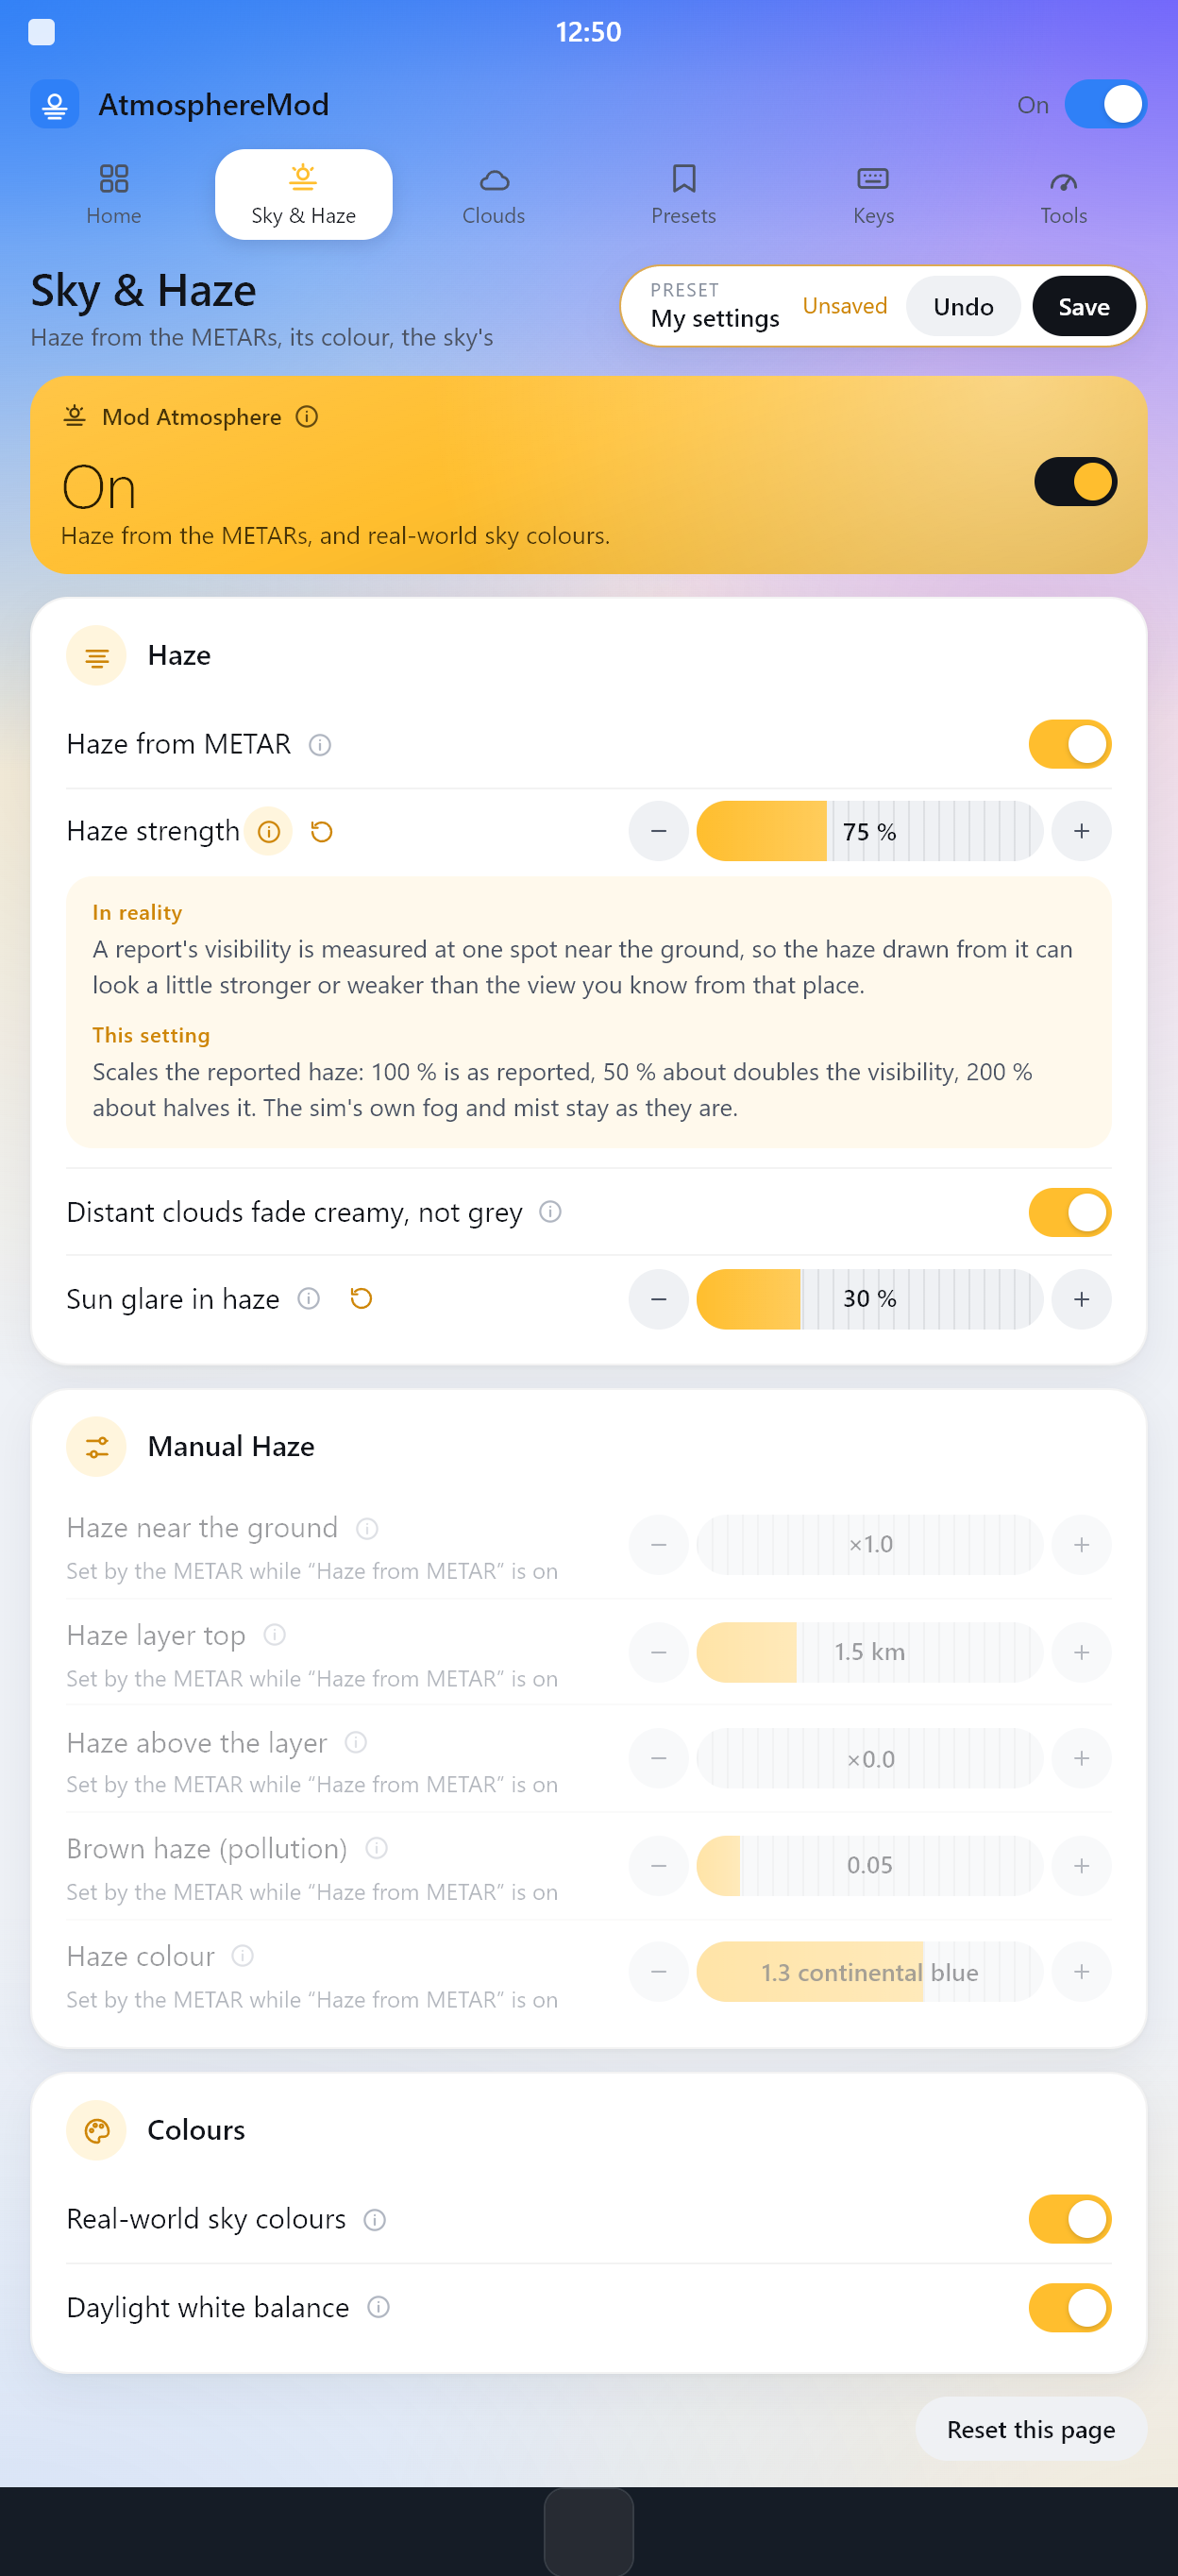 12:50
AtmosphereMod
On
Home
Sky & Haze
Clouds
Presets
Keys
Tools
Sky & Haze
Haze from the METARs, its colour, the sky's
PRESET
My settings
Unsaved
Undo
Save
Mod Atmosphere
On
Haze from the METARs, and real-world sky colours.
Haze
Haze from METAR
Haze strength
75 %
In reality
A report's visibility is measured at one spot near the ground, so the haze drawn from it can
look a little stronger or weaker than the view you know from that place.
This setting
Scales the reported haze: 100 % is as reported, 50 % about doubles the visibility, 200 %
about halves it. The sim's own fog and mist stay as they are.
Distant clouds fade creamy, not grey
Sun glare in haze
30 %
Manual Haze
Haze near the ground
Set by the METAR while “Haze from METAR” is on
×1.0
Haze layer top
Set by the METAR while “Haze from METAR” is on
1.5 km
Haze above the layer
Set by the METAR while “Haze from METAR” is on
×0.0
Brown haze (pollution)
Set by the METAR while “Haze from METAR” is on
0.05
Haze colour
Set by the METAR while “Haze from METAR” is on
1.3 continental blue
Colours
Real-world sky colours
Daylight white balance
Reset this page